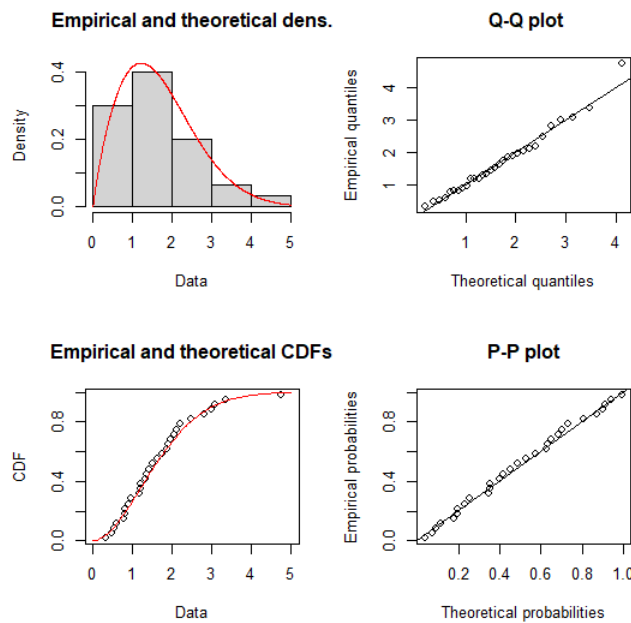 Empirical and theoretical dens.
Density
0.0 0.2 0.4
0 1 2 3 4 5
Data
Q-Q plot
Empirical quantiles
1 2 3 4
1 2 3 4
Theoretical quantiles
Empirical and theoretical CDFs
CDF
0.0 0.4 0.8
0 1 2 3 4 5
Data
P-P plot
Empirical probabilities
0.0 0.4 0.8
0.2 0.4 0.6 0.8 1.0
Theoretical probabilities